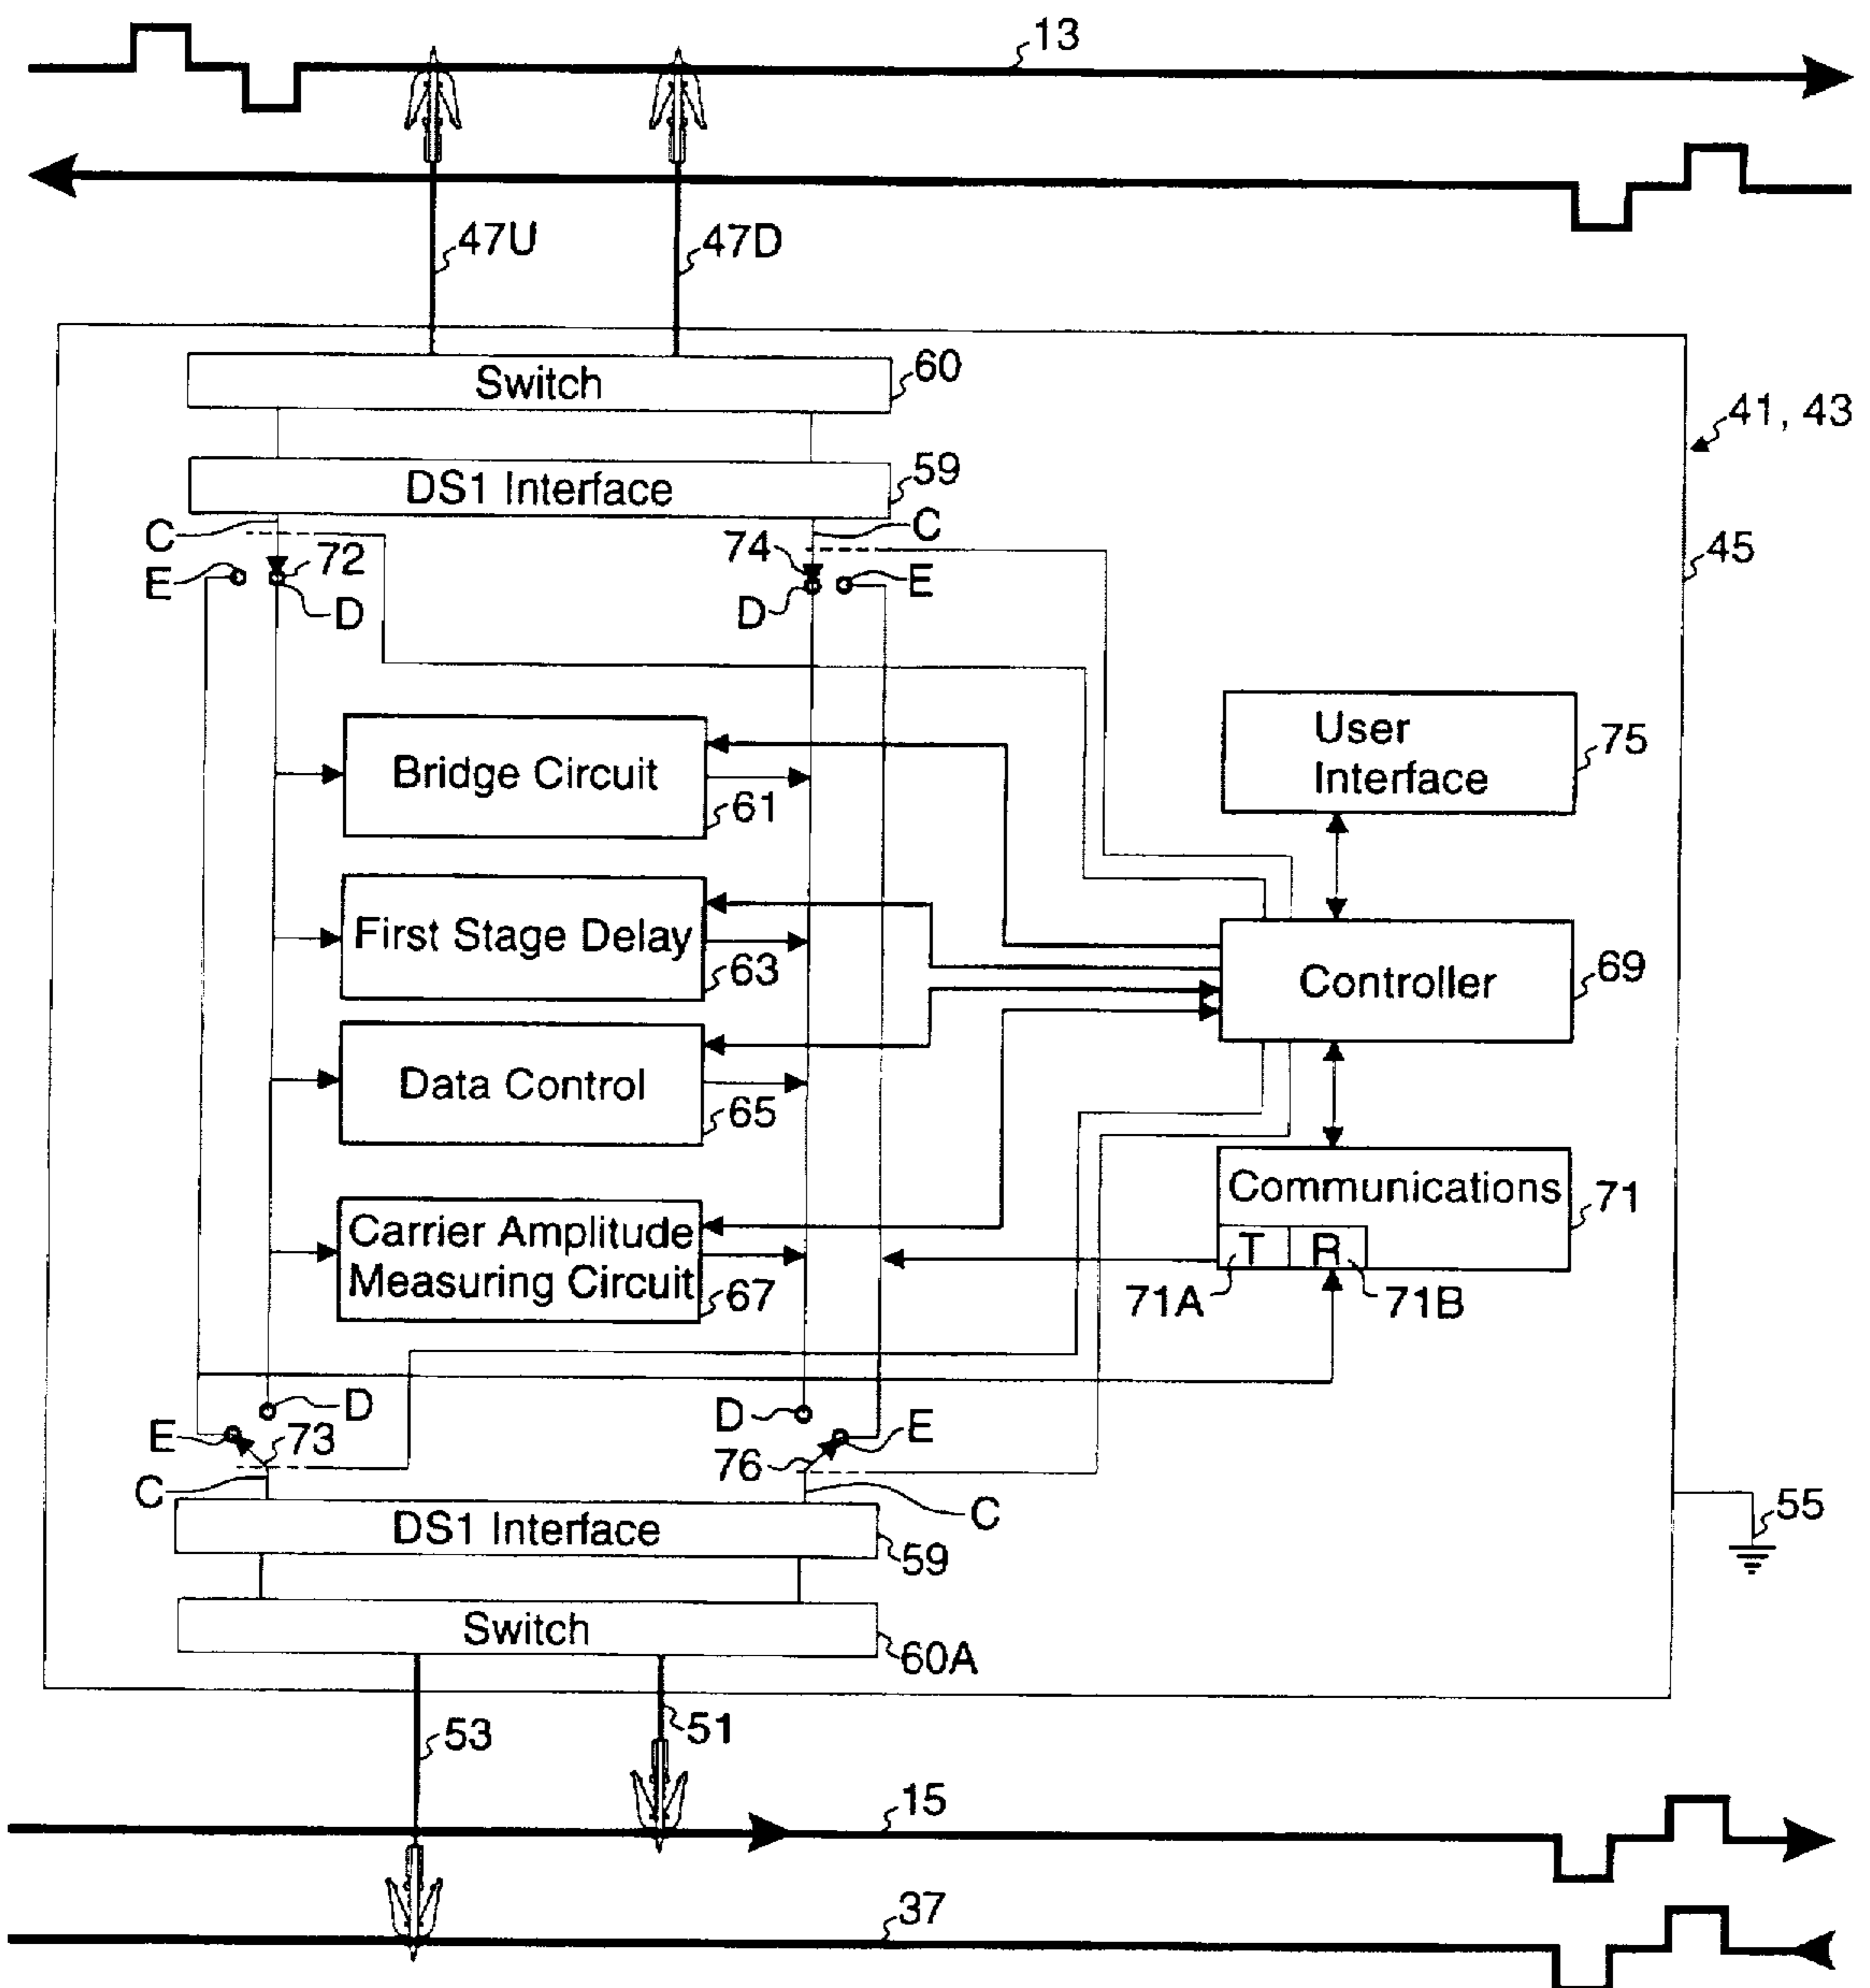 13
47U
47D
Switch
60
41, 43
DS1 Interface
59
45
C
C
72
74
E
E
D
D
User
Interface
75
Bridge Circuit
61
First Stage Delay
63
Controller
69
Data Control
65
Communications
71
T
R
71A
71B
Carrier Amplitude
Measuring Circuit
67
D
D
E
E
73
76
C
C
DS1 Interface
59
55
Switch
60A
53
51
15
37